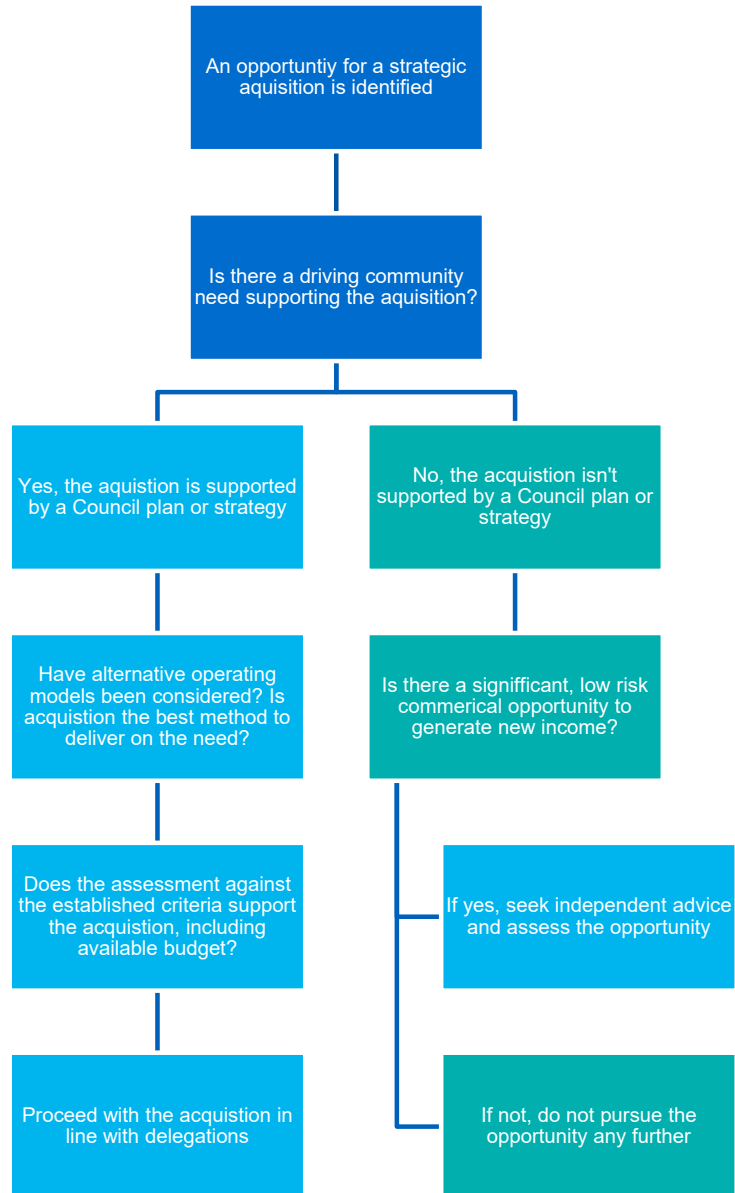 An opportuntiy for a strategic
aquisition is identified
Is there a driving community
need supporting the aquisition?
Yes, the aquistion is supported
by a Council plan or strategy
No, the acquistion isn't
supported by a Council plan or
strategy
Have alternative operating
models been considered? Is
acquistion the best method to
deliver on the need?
Is there a signifficant, low risk
commerical opportunity to
generate new income?
Does the assessment against
the established criteria support
the acquistion, including
available budget?
If yes, seek independent advice
and assess the opportunity
Proceed with the acquistion in
line with delegations
If not, do not pursue the
opportunity any further